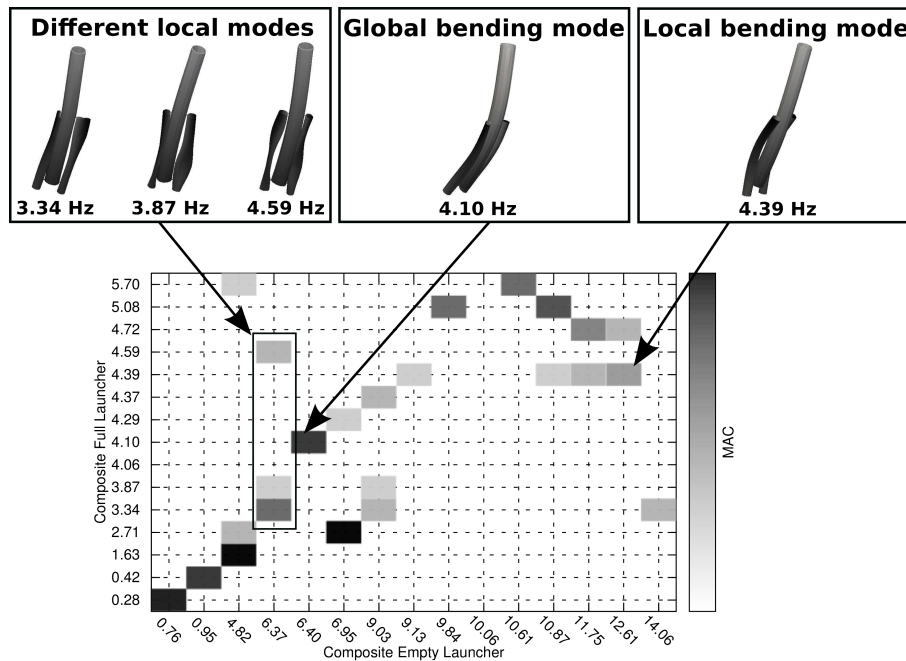 Different local modes
Global bending mode
Local bending mode
3.34 Hz
3.87 Hz
4.59 Hz
4.10 Hz
4.39 Hz
Composite Full Launcher
5.70
5.08
4.72
4.59
4.39
4.37
4.29
4.10
4.06
3.87
3.34
2.71
1.63
0.42
0.28
0.76
0.95
4.82
6.37
6.40
6.95
9.03
9.13
9.84
10.06
10.61
10.87
11.75
12.61
14.06
Composite Empty Launcher
MAC